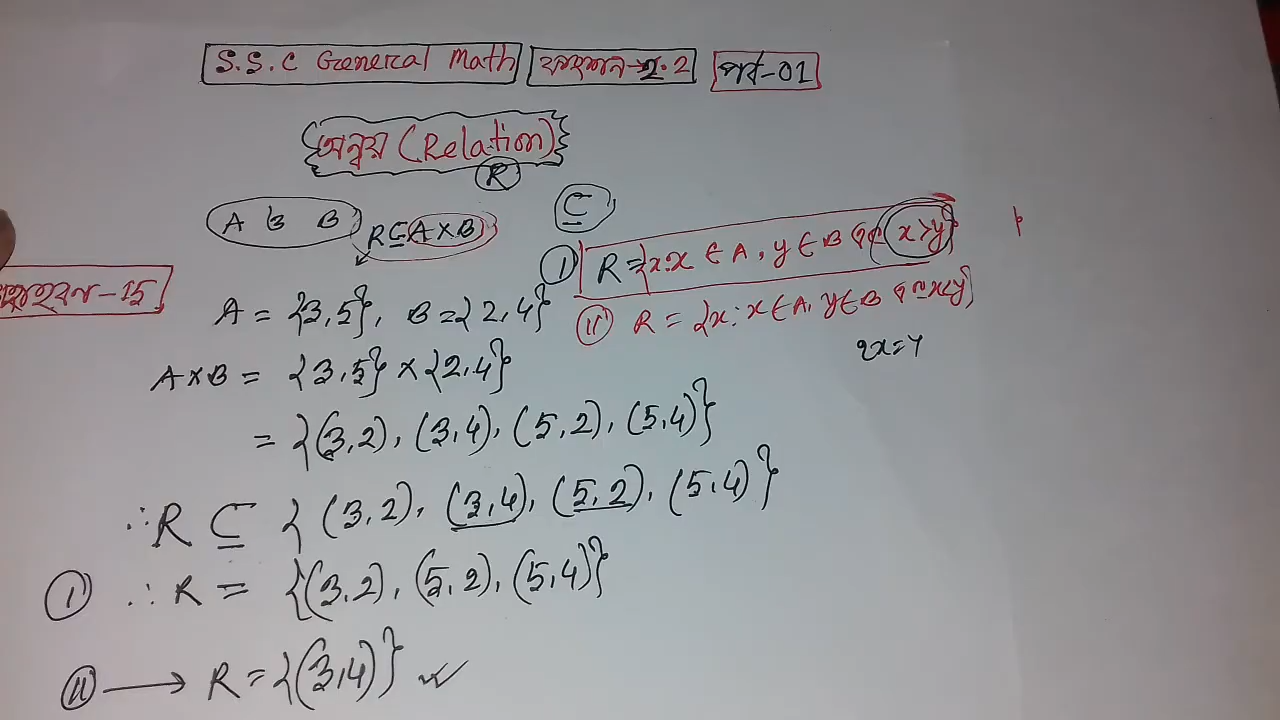 S.S.C General Math অনুশীলনী-2.2 পর্ব-01
অন্বয় (Relation)
R
A ও B R⊆A×B ⊆
উদাহরণ-15
(i) R={x:x∈A, y∈B এবং x>y}
A = {3,5}, B={2,4}
(ii) R = {x:x∈A, y∈B এবং x<y}
A×B = {3,5}×{2,4}
2x=y
= {(3,2), (3,4), (5,2), (5,4)}
∴R ⊆ {(3,2), (3,4), (5,2), (5,4)}
(i) ∴R = {(3,2), (5,2), (5,4)}
(ii) → R={(3,4)} ✓